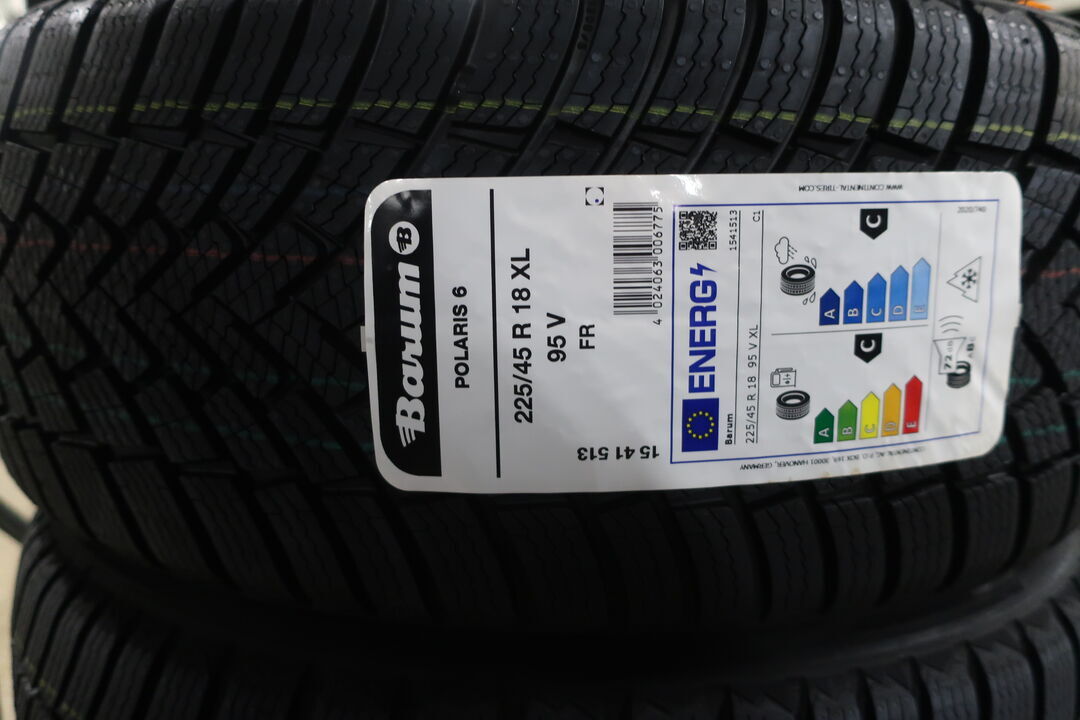 Barum B
POLARIS 6
225/45 R 18 XL
95 V
FR
15 41 513
4 024063 006775
ENERG
1541513
Barum
225/45 R 18 95 V XL
C1
A
B
C
D
E
C
A
B
C
D
E
C
72 dB
2020/740
WWW.CONTINENTAL-TIRES.COM
CONTINENTAL AG, P.O. BOX 169, 30001 HANOVER, GERMANY